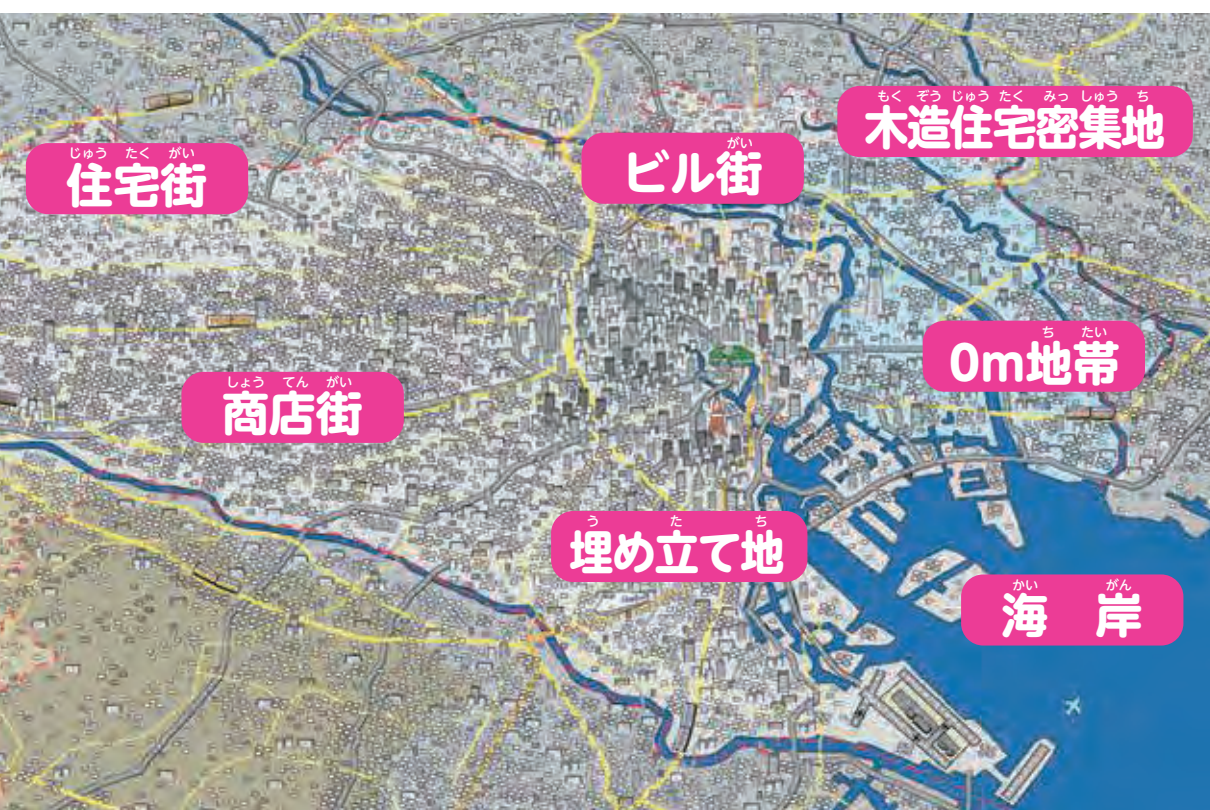 もくぞうじゅうたくみっしゅうち
木造住宅密集地
じゅうたくがい
住宅街
がい
ビル街
ちたい
0m地帯
しょうてんがい
商店街
うたち
埋め立て地
かいがん
海岸